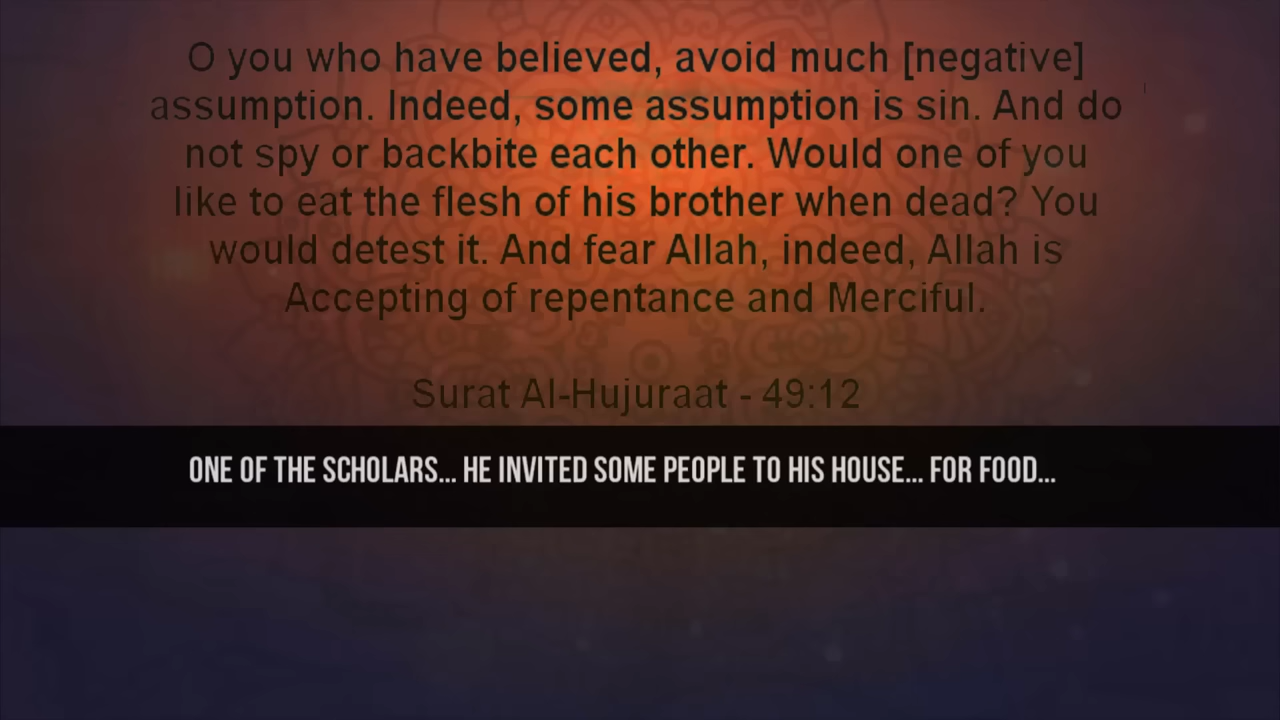 O you who have believed, avoid much [negative]
assumption. Indeed, some assumption is sin. And do
not spy or backbite each other. Would one of you
like to eat the flesh of his brother when dead? You
would detest it. And fear Allah, indeed, Allah is
Accepting of repentance and Merciful.
Surat Al-Hujuraat - 49:12
ONE OF THE SCHOLARS... HE INVITED SOME PEOPLE TO HIS HOUSE... FOR FOOD...